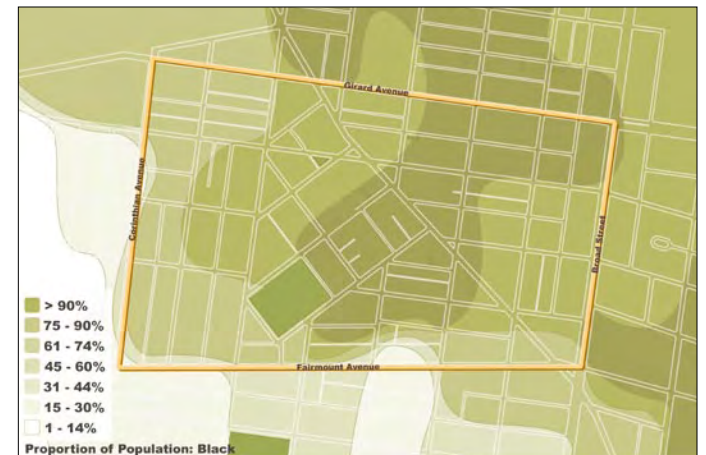 Girard Avenue
Corinthian Avenue
Broad Street
Fairmount Avenue
> 90%
75 - 90%
61 - 74%
45 - 60%
31 - 44%
15 - 30%
1 - 14%
Proportion of Population: Black